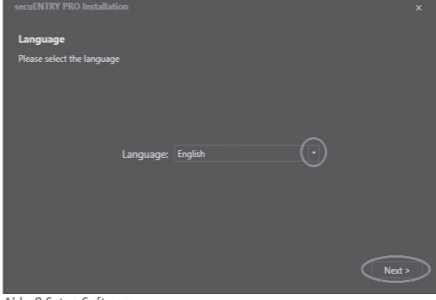 secuENTRY PRO Installation
Language
Please select the language
Language: English
Next >